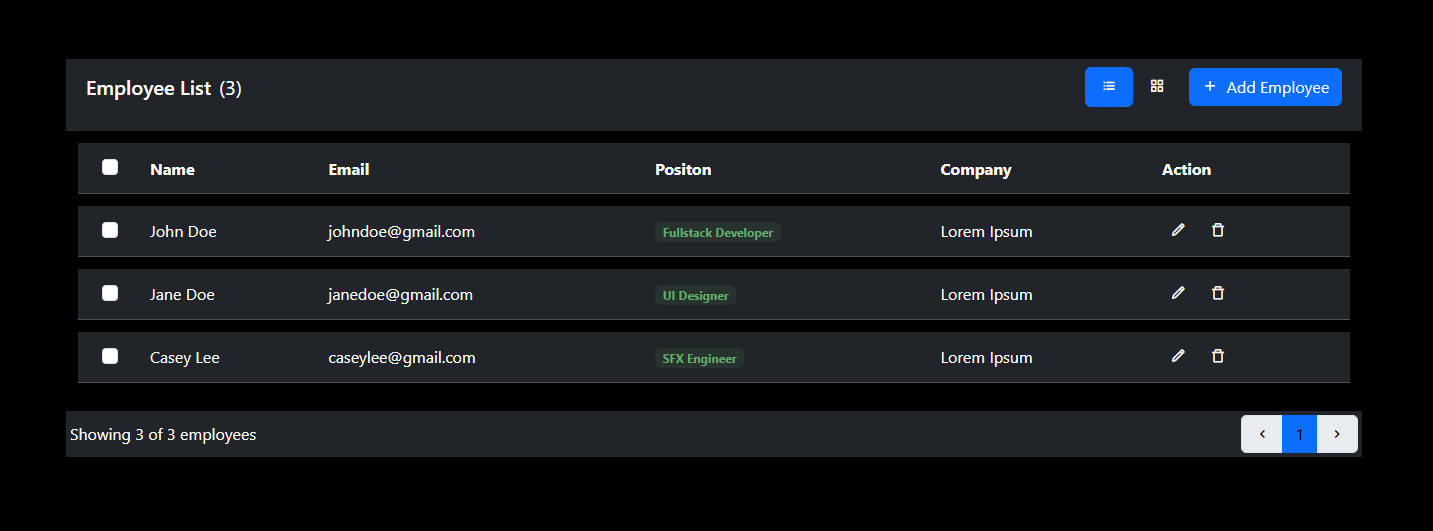 Employee List (3)
+ Add Employee
Name Email Positon Company Action
John Doe johndoe@gmail.com Fullstack Developer Lorem Ipsum
Jane Doe janedoe@gmail.com UI Designer Lorem Ipsum
Casey Lee caseylee@gmail.com SFX Engineer Lorem Ipsum
Showing 3 of 3 employees
‹ 1 ›